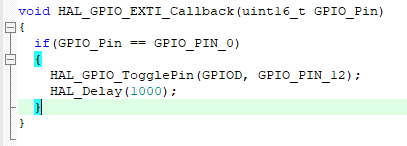 void HAL_GPIO_EXTI_Callback(uint16_t GPIO_Pin)
{
  if(GPIO_Pin == GPIO_PIN_0)
  {
    HAL_GPIO_TogglePin(GPIOD, GPIO_PIN_12);
    HAL_Delay(1000);
  }
}